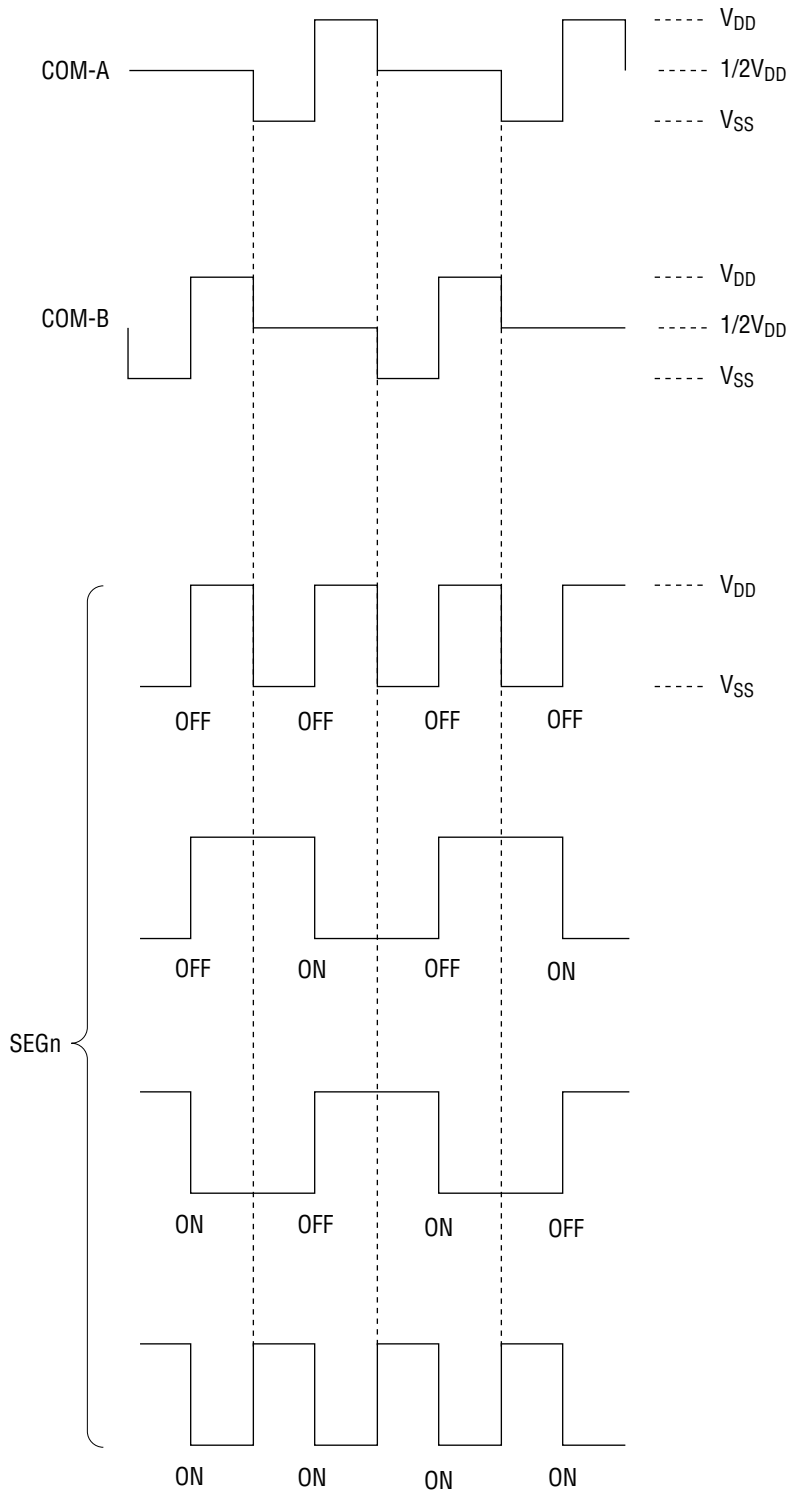 V_DD
COM-A
1/2V_DD
V_SS
V_DD
COM-B
1/2V_DD
V_SS
V_DD
V_SS
OFF OFF OFF OFF
OFF ON OFF ON
SEGn
ON OFF ON OFF
ON ON ON ON